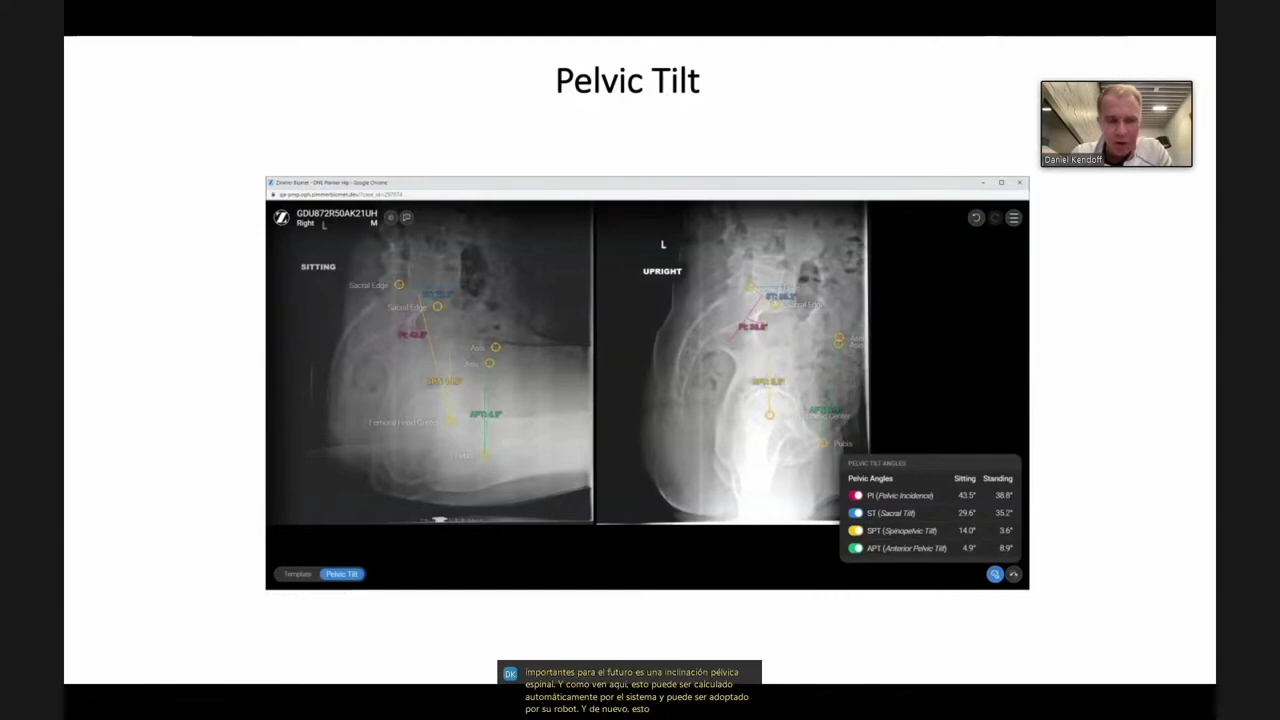 Pelvic Tilt
Daniel Kendoff
Zimmer Biomet - ONE Planner Hip - Google Chrome
GDU872R50AK21UH
Right
M
L
SITTING
Sacral Edge
Sacral Edge
Femoral Head
L
UPRIGHT
Sacral Edge
Center
Pubis
PELVIC TILT ANGLES
Pelvic Angles Sitting Standing
PI (Pelvic Incidence) 43.5° 38.8°
ST (Sacral Tilt) 29.6° 35.2°
SPT (Spinopelvic Tilt) 14.0° 3.6°
APT (Anterior Pelvic Tilt) 4.9° 8.9°
Template Pelvic Tilt
DK
importantes para el futuro es una inclinación pélvica
espinal. Y como ven aquí, esto puede ser calculado
automáticamente por el sistema y puede ser adoptado
por su robot. Y de nuevo, esto